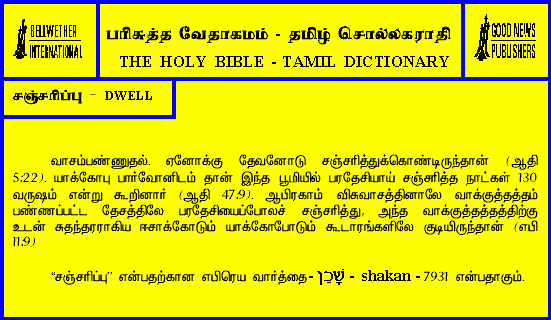 BELLWETHER
INTERNATIONAL
பரிசுத்த வேதாகமம் - தமிழ் சொல்லகராதி
THE HOLY BIBLE - TAMIL DICTIONARY
GOOD NEWS
PUBLISHERS
சஞ்சரிப்பு - DWELL
வாசம்பண்ணுதல். ஏனோக்கு தேவனோடு சஞ்சரித்துக்கொண்டிருந்தான் (ஆதி
5:22). யாக்கோபு பார்வோனிடம் தான் இந்த பூமியில் பரதேசியாய் சஞ்சரித்த நாட்கள் 130
வருஷம் என்று கூறினார் (ஆதி 47:9). ஆபிரகாம் விசுவாசத்தினாலே வாக்குத்தத்தம்
பண்ணப்பட்ட தேசத்திலே பரதேசியைப்போலச் சஞ்சரித்து, அந்த வாக்குத்தத்தத்திற்கு
உடன் சுதந்தரராகிய ஈசாக்கோடும் யாக்கோபோடும் கூடாரங்களிலே குடியிருந்தான் (எபி
11:9)
“சஞ்சரிப்பு” என்பதற்கான எபிரெய வார்த்தை - שָׁכַן - shakan - 7931 என்பதாகும்.